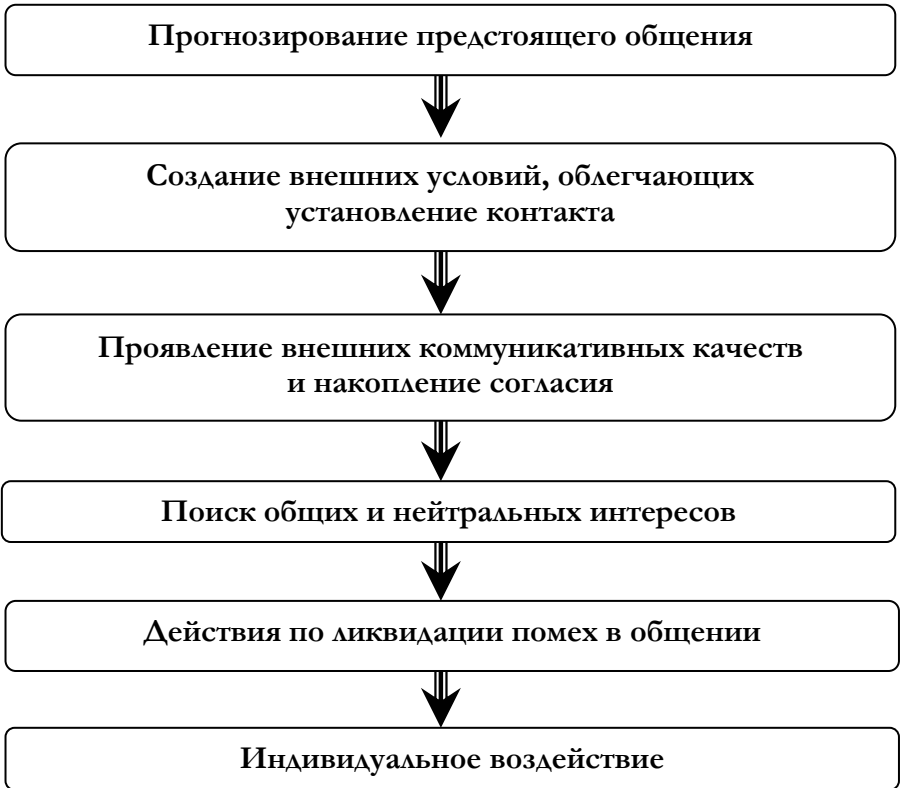 Прогнозирование предстоящего общения
Создание внешних условий, облегчающих
установление контакта
Проявление внешних коммуникативных качеств
и накопление согласия
Поиск общих и нейтральных интересов
Действия по ликвидации помех в общении
Индивидуальное воздействие